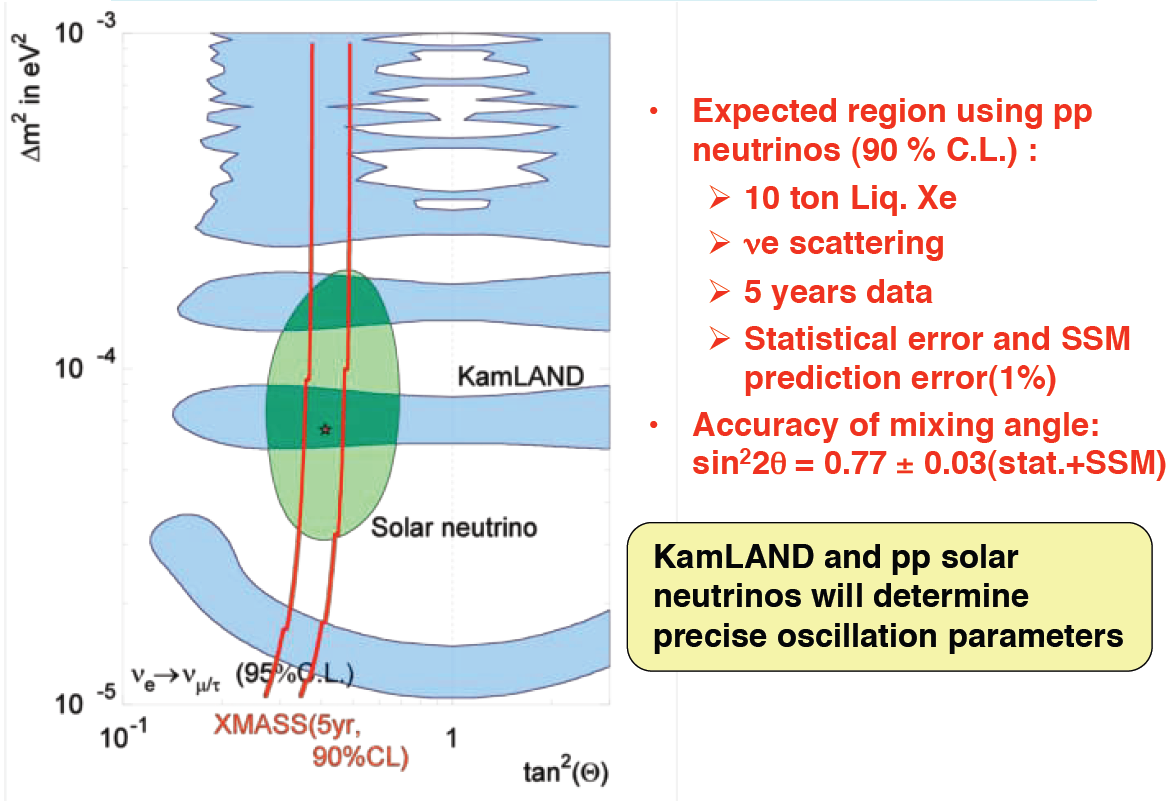 Δm² in eV²
10⁻³
10⁻⁴
10⁻⁵
10⁻¹
1
tan²(Θ)
KamLAND
Solar neutrino
νe→νμ/τ (95%C.L.)
XMASS(5yr,
90%CL)
• Expected region using pp
neutrinos (90 % C.L.) :
➢ 10 ton Liq. Xe
➢ νe scattering
➢ 5 years data
➢ Statistical error and SSM
prediction error(1%)
• Accuracy of mixing angle:
sin²2θ = 0.77 ± 0.03(stat.+SSM)
KamLAND and pp solar
neutrinos will determine
precise oscillation parameters